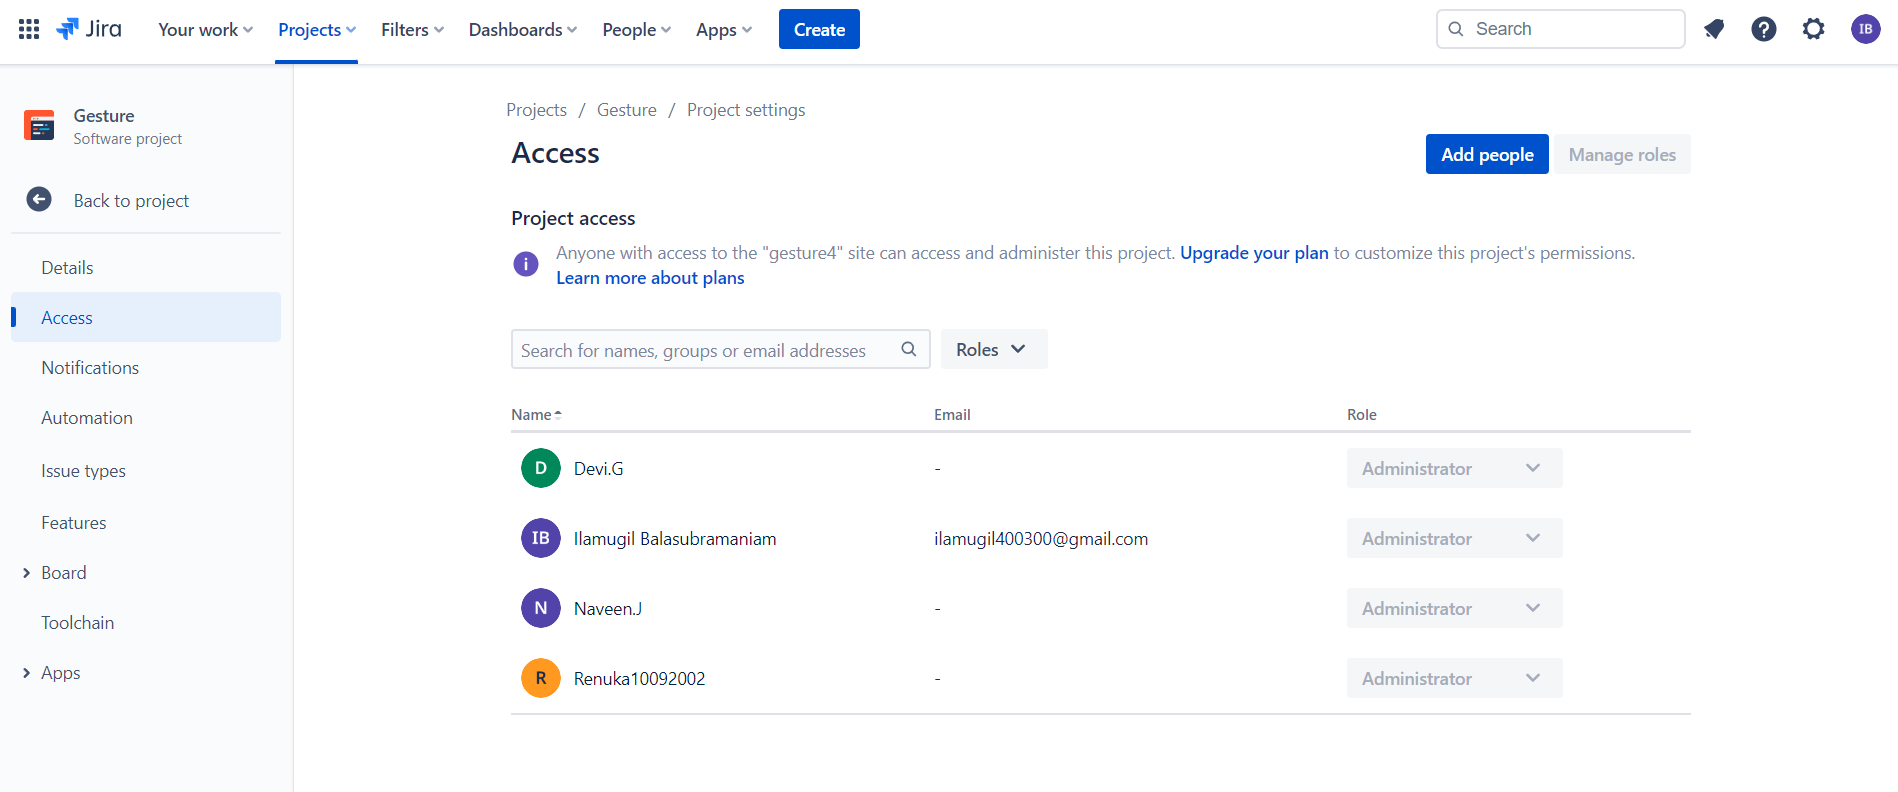 Jira Your work Projects Filters Dashboards People Apps Create Search IB
Gesture
Software project
Back to project
Details
Access
Notifications
Automation
Issue types
Features
Board
Toolchain
Apps
Projects / Gesture / Project settings
Access
Add people Manage roles
Project access
Anyone with access to the "gesture4" site can access and administer this project. Upgrade your plan to customize this project's permissions.
Learn more about plans
Search for names, groups or email addresses Roles
Name Email Role
D Devi.G - Administrator
IB Ilamugil Balasubramaniam ilamugil400300@gmail.com Administrator
N Naveen.J - Administrator
R Renuka10092002 - Administrator